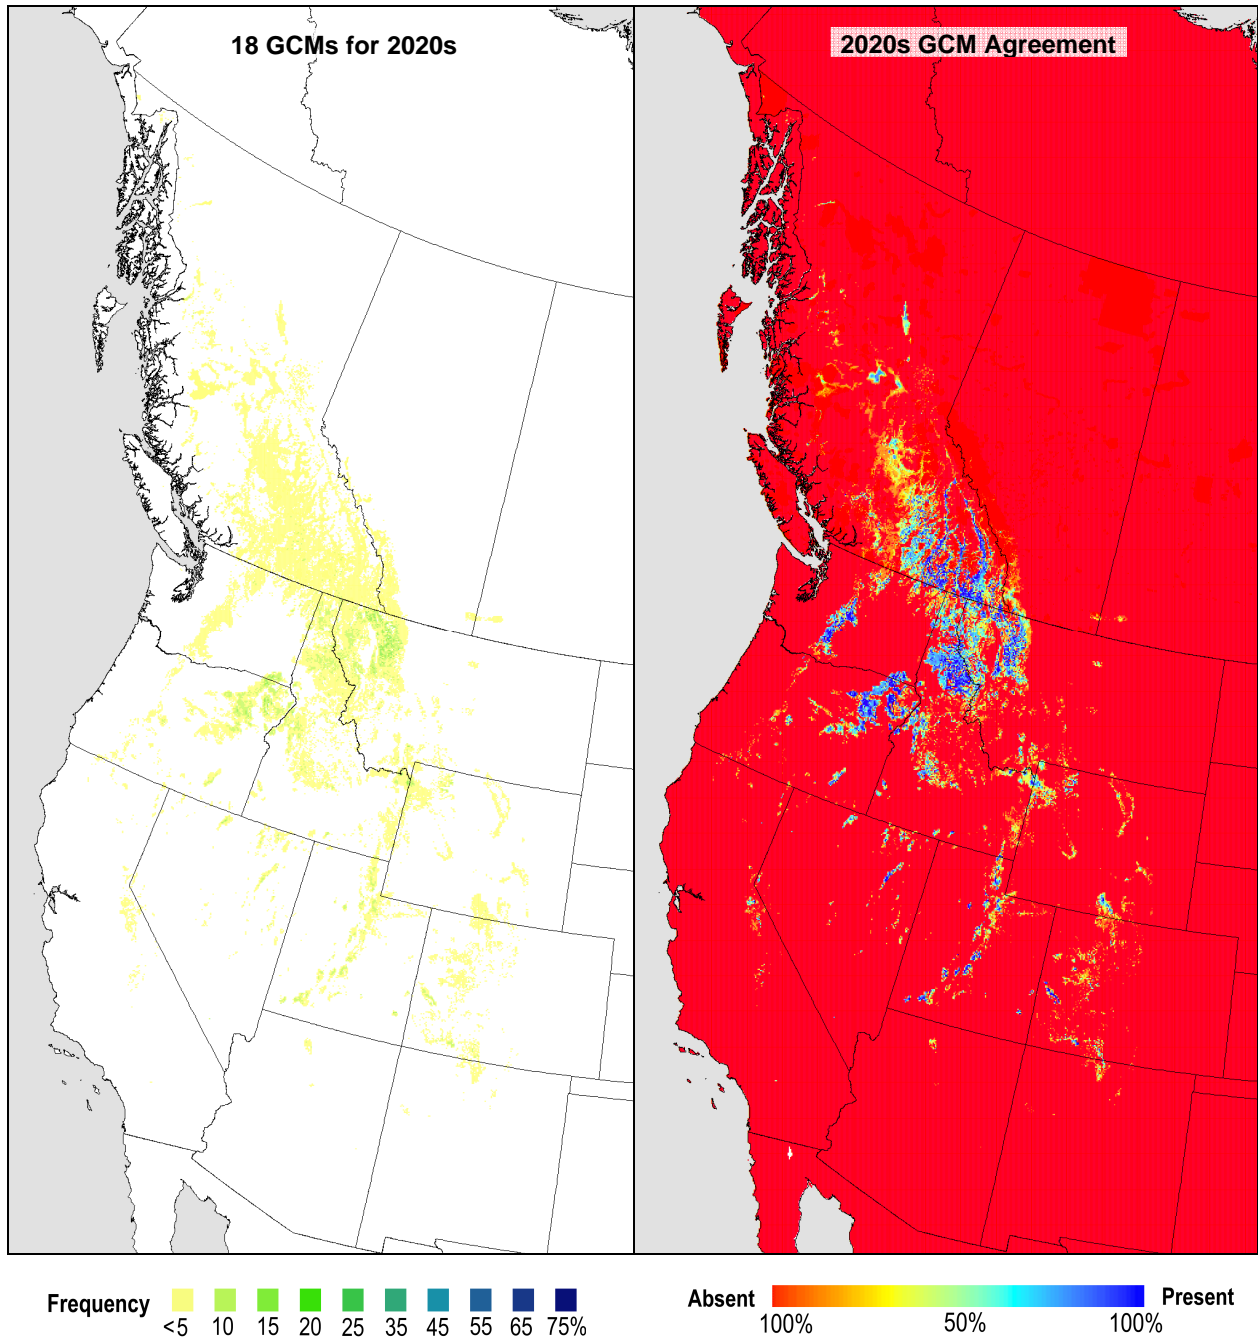 18 GCMs for 2020s
2020s GCM Agreement
Frequency
<5 10 15 20 25 35 45 55 65 75%
Absent Present
100% 50% 100%